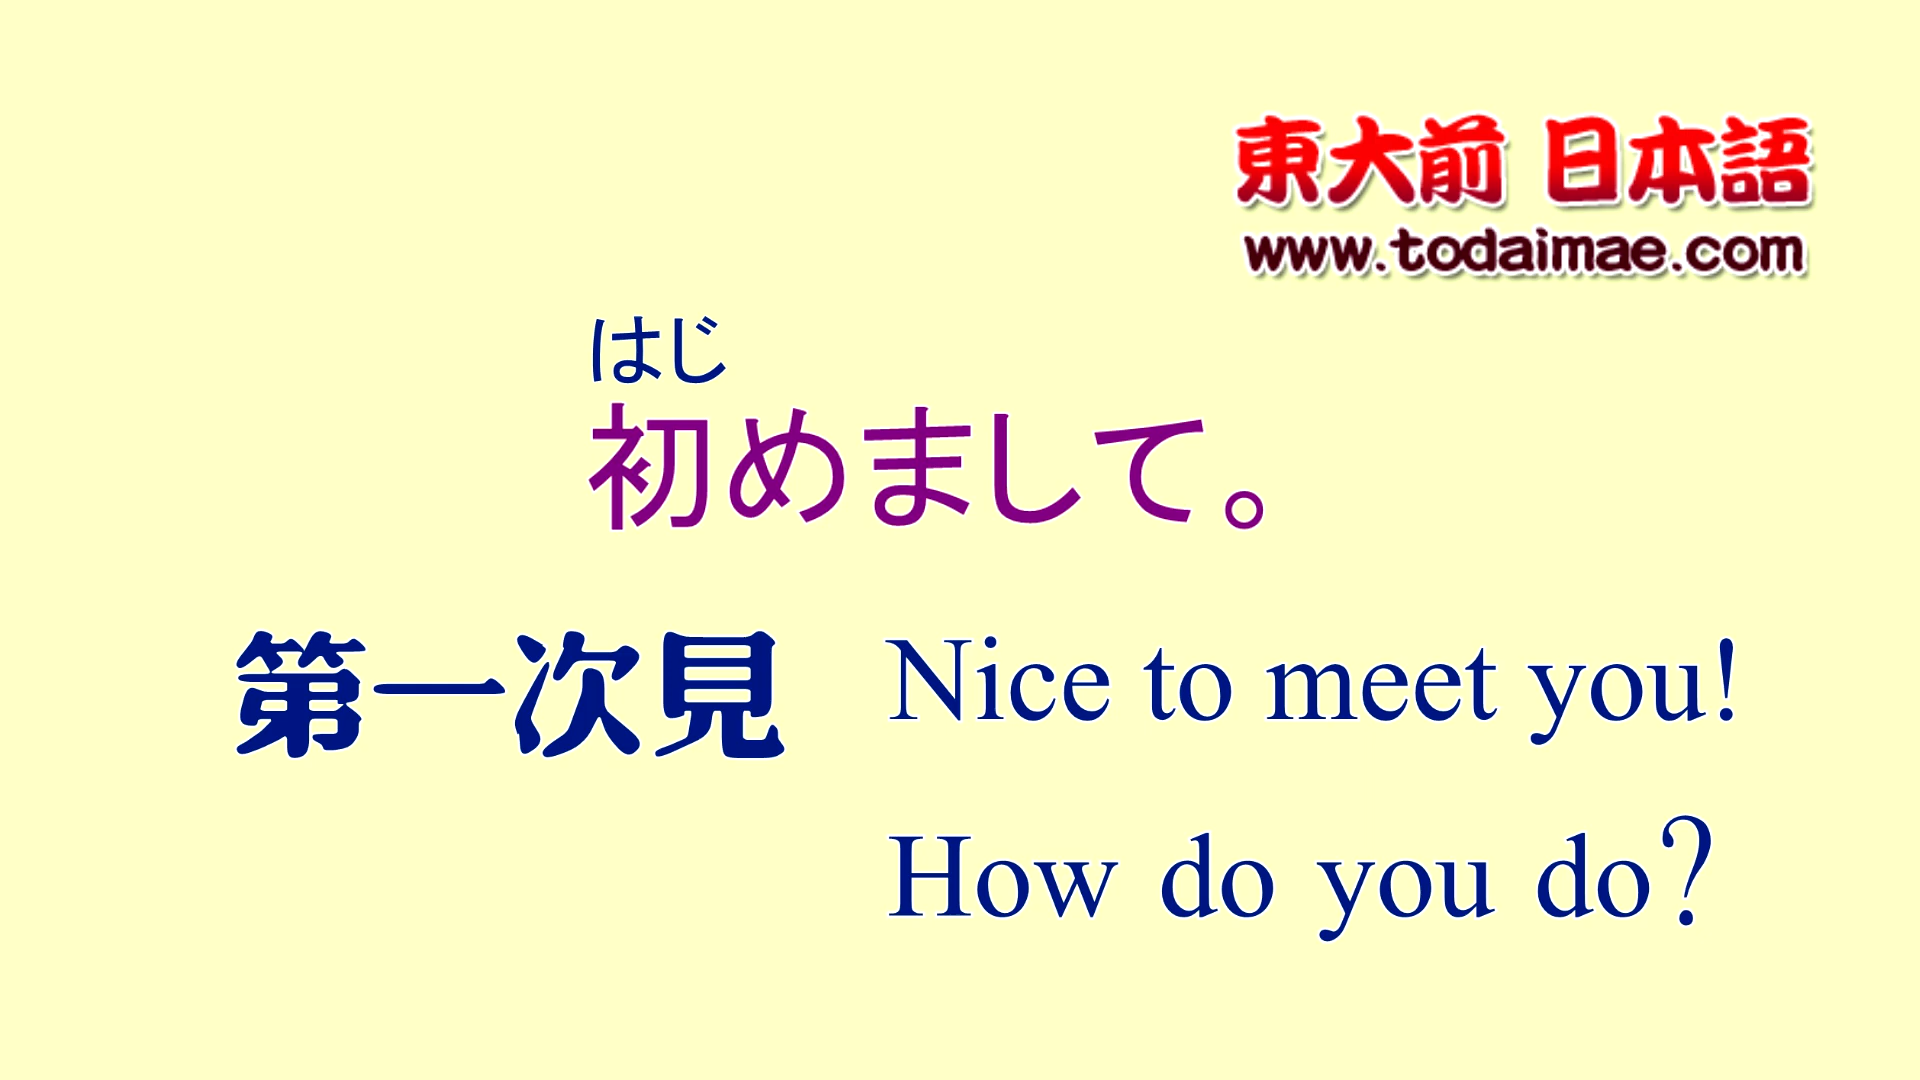 東大前 日本語
www.todaimae.com
はじ
初めまして。
第一次見 Nice to meet you!
How do you do?